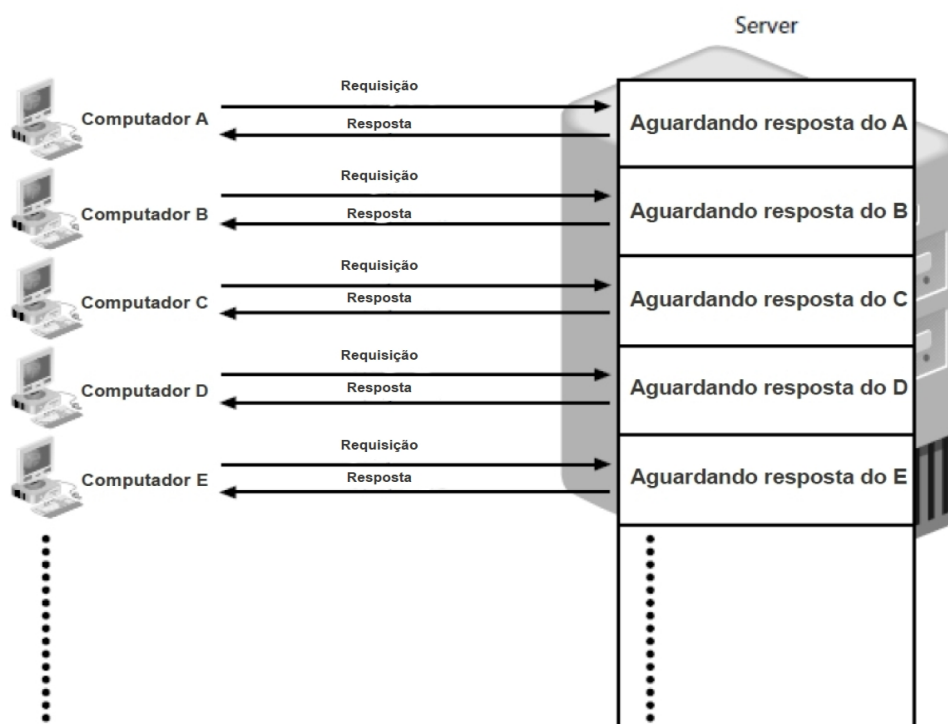 Server
Requisição
Computador A
Resposta
Aguardando resposta do A
Requisição
Computador B
Resposta
Aguardando resposta do B
Requisição
Computador C
Resposta
Aguardando resposta do C
Requisição
Computador D
Resposta
Aguardando resposta do D
Requisição
Computador E
Resposta
Aguardando resposta do E